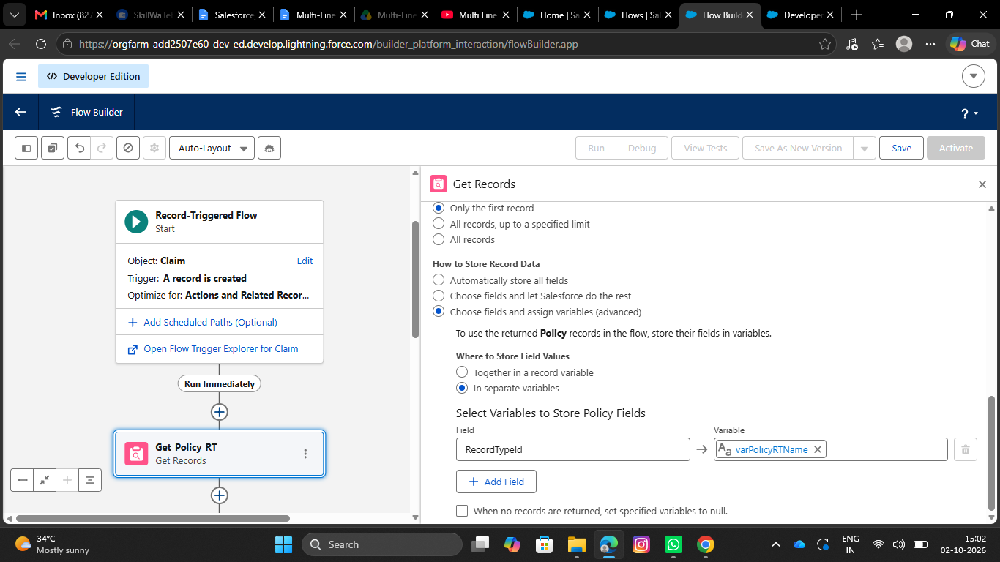 Inbox (827
SkillWallet
Salesforce
Multi-Line
Multi-Line
Multi Line
Home | Sa
Flows | Sal
Flow Build
Developer
https://orgfarm-add2507e60-dev-ed.develop.lightning.force.com/builder_platform_interaction/flowBuilder.app
Chat
Developer Edition
Flow Builder
?
Auto-Layout
Run
Debug
View Tests
Save As New Version
Save
Activate
Record-Triggered Flow
Start
Object: Claim
Edit
Trigger: A record is created
Optimize for: Actions and Related Recor...
Add Scheduled Paths (Optional)
Open Flow Trigger Explorer for Claim
Run Immediately
Get_Policy_RT
Get Records
Get Records
Only the first record
All records, up to a specified limit
All records
How to Store Record Data
Automatically store all fields
Choose fields and let Salesforce do the rest
Choose fields and assign variables (advanced)
To use the returned Policy records in the flow, store their fields in variables.
Where to Store Field Values
Together in a record variable
In separate variables
Select Variables to Store Policy Fields
Field
Variable
RecordTypeId
Aa varPolicyRTName
Add Field
When no records are returned, set specified variables to null.
34°C
Mostly sunny
Search
ENG
IN
15:02
02-10-2026